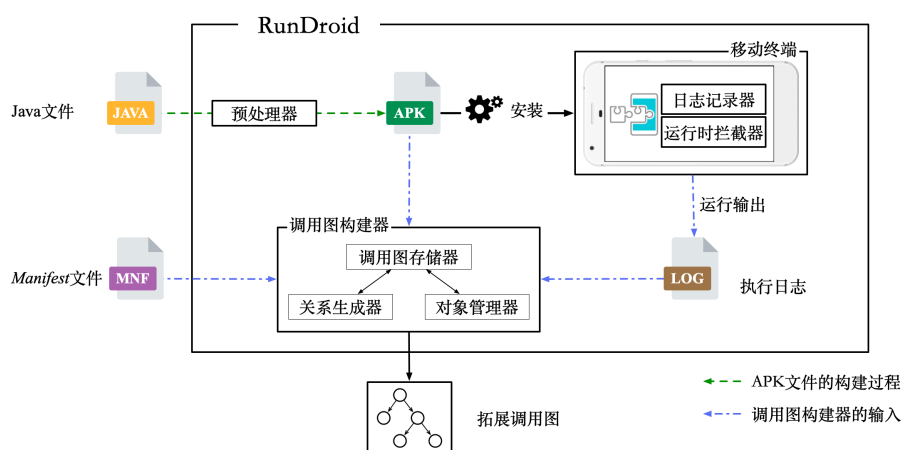 RunDroid
移动终端
Java文件
JAVA
预处理器
APK
安装
日志记录器
运行时拦截器
运行输出
调用图构建器
调用图存储器
Manifest文件
MNF
关系生成器
对象管理器
LOG
执行日志
APK文件的构建过程
拓展调用图
调用图构建器的输入